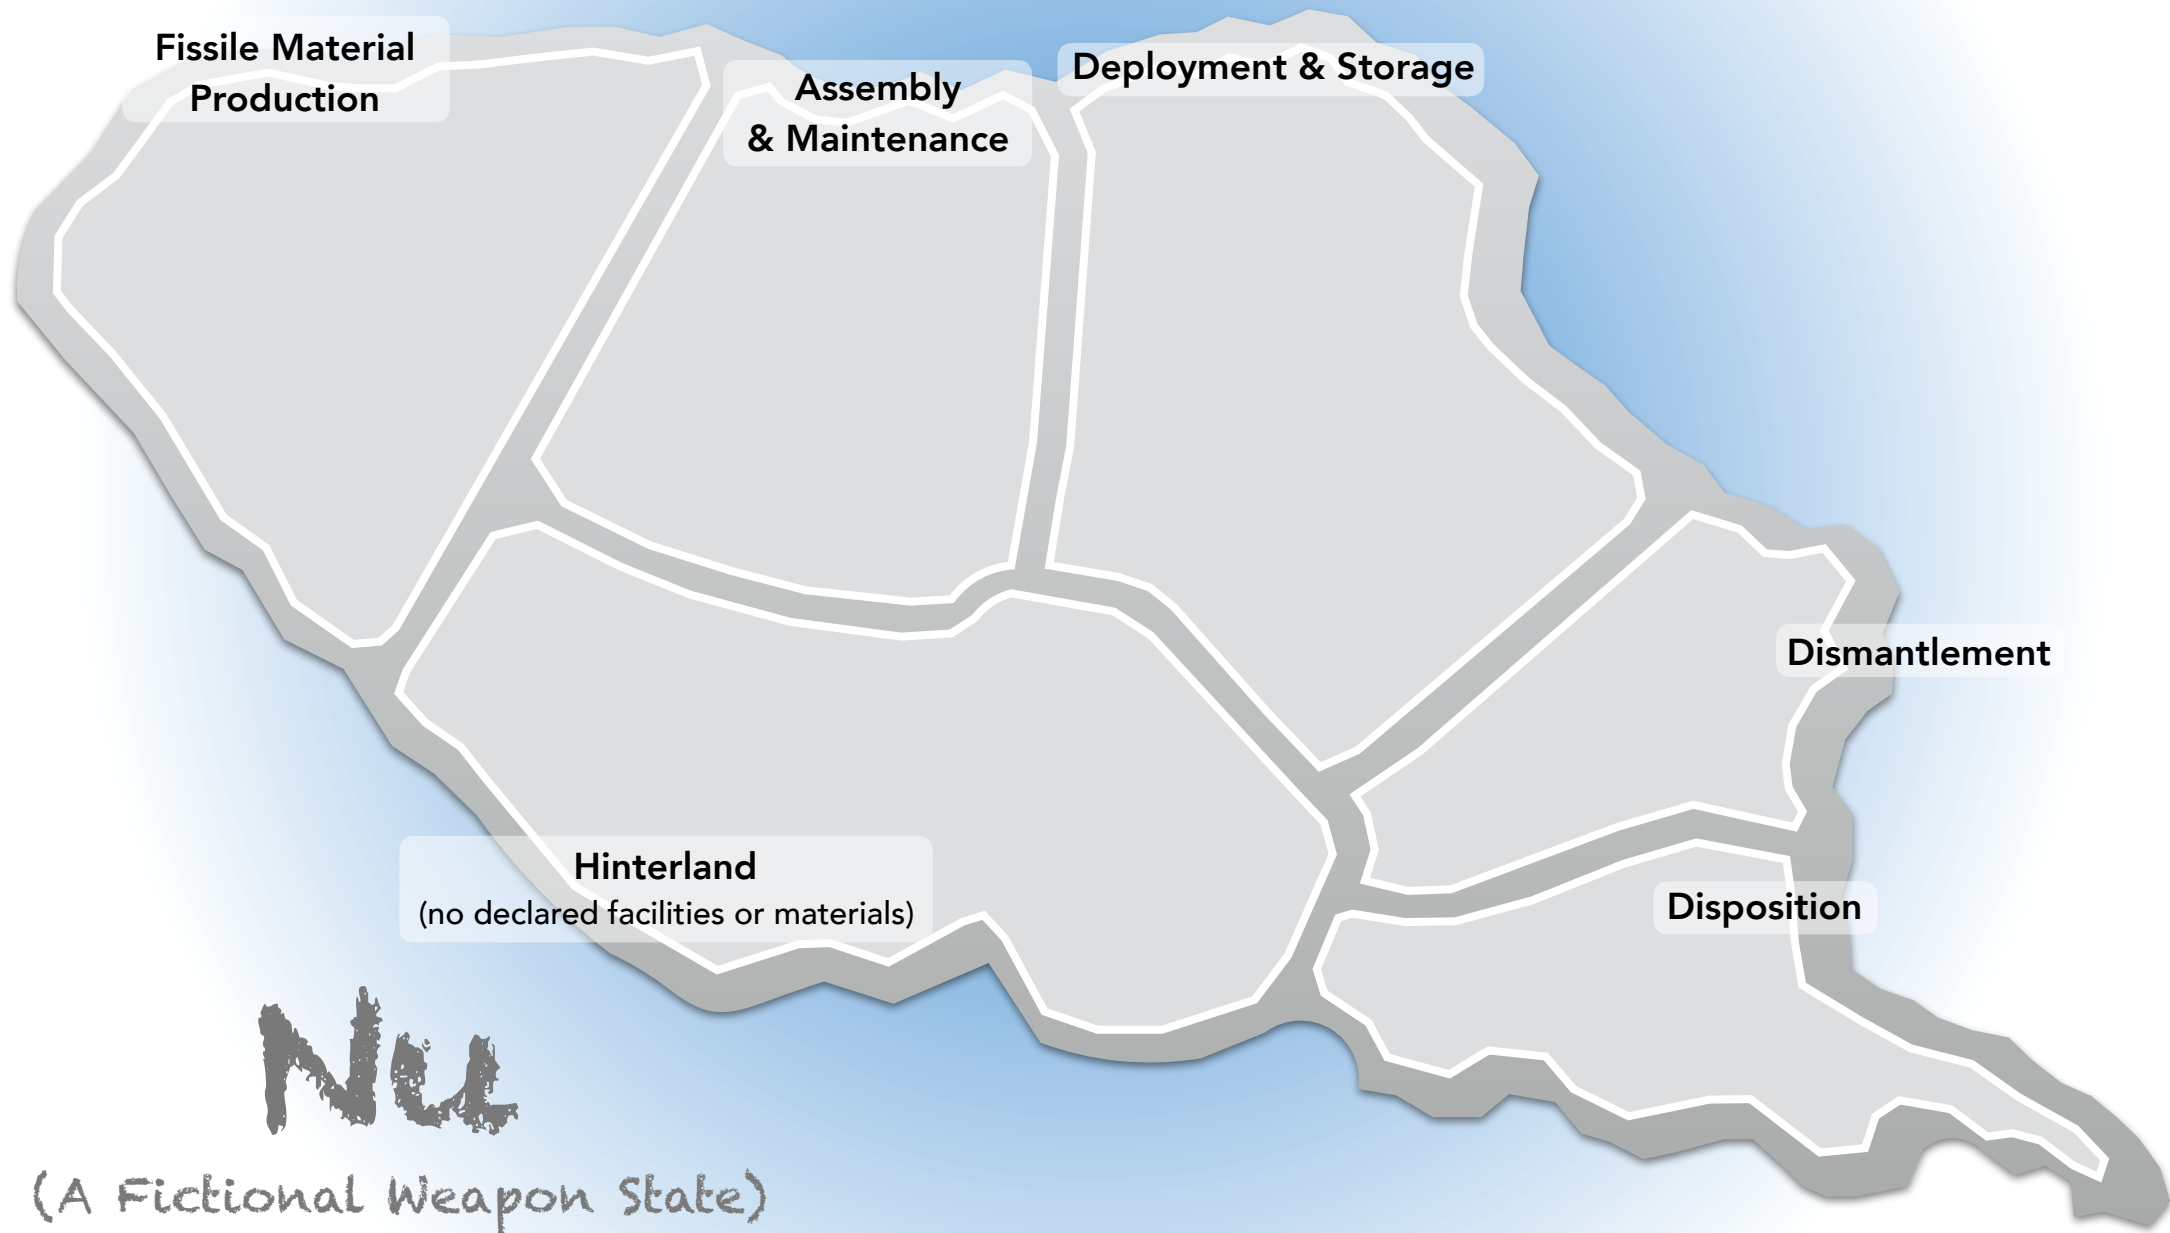 Fissile Material
Production
Assembly
& Maintenance
Deployment & Storage
Dismantlement
Hinterland
(no declared facilities or materials)
Disposition
Nu
(A Fictional Weapon State)